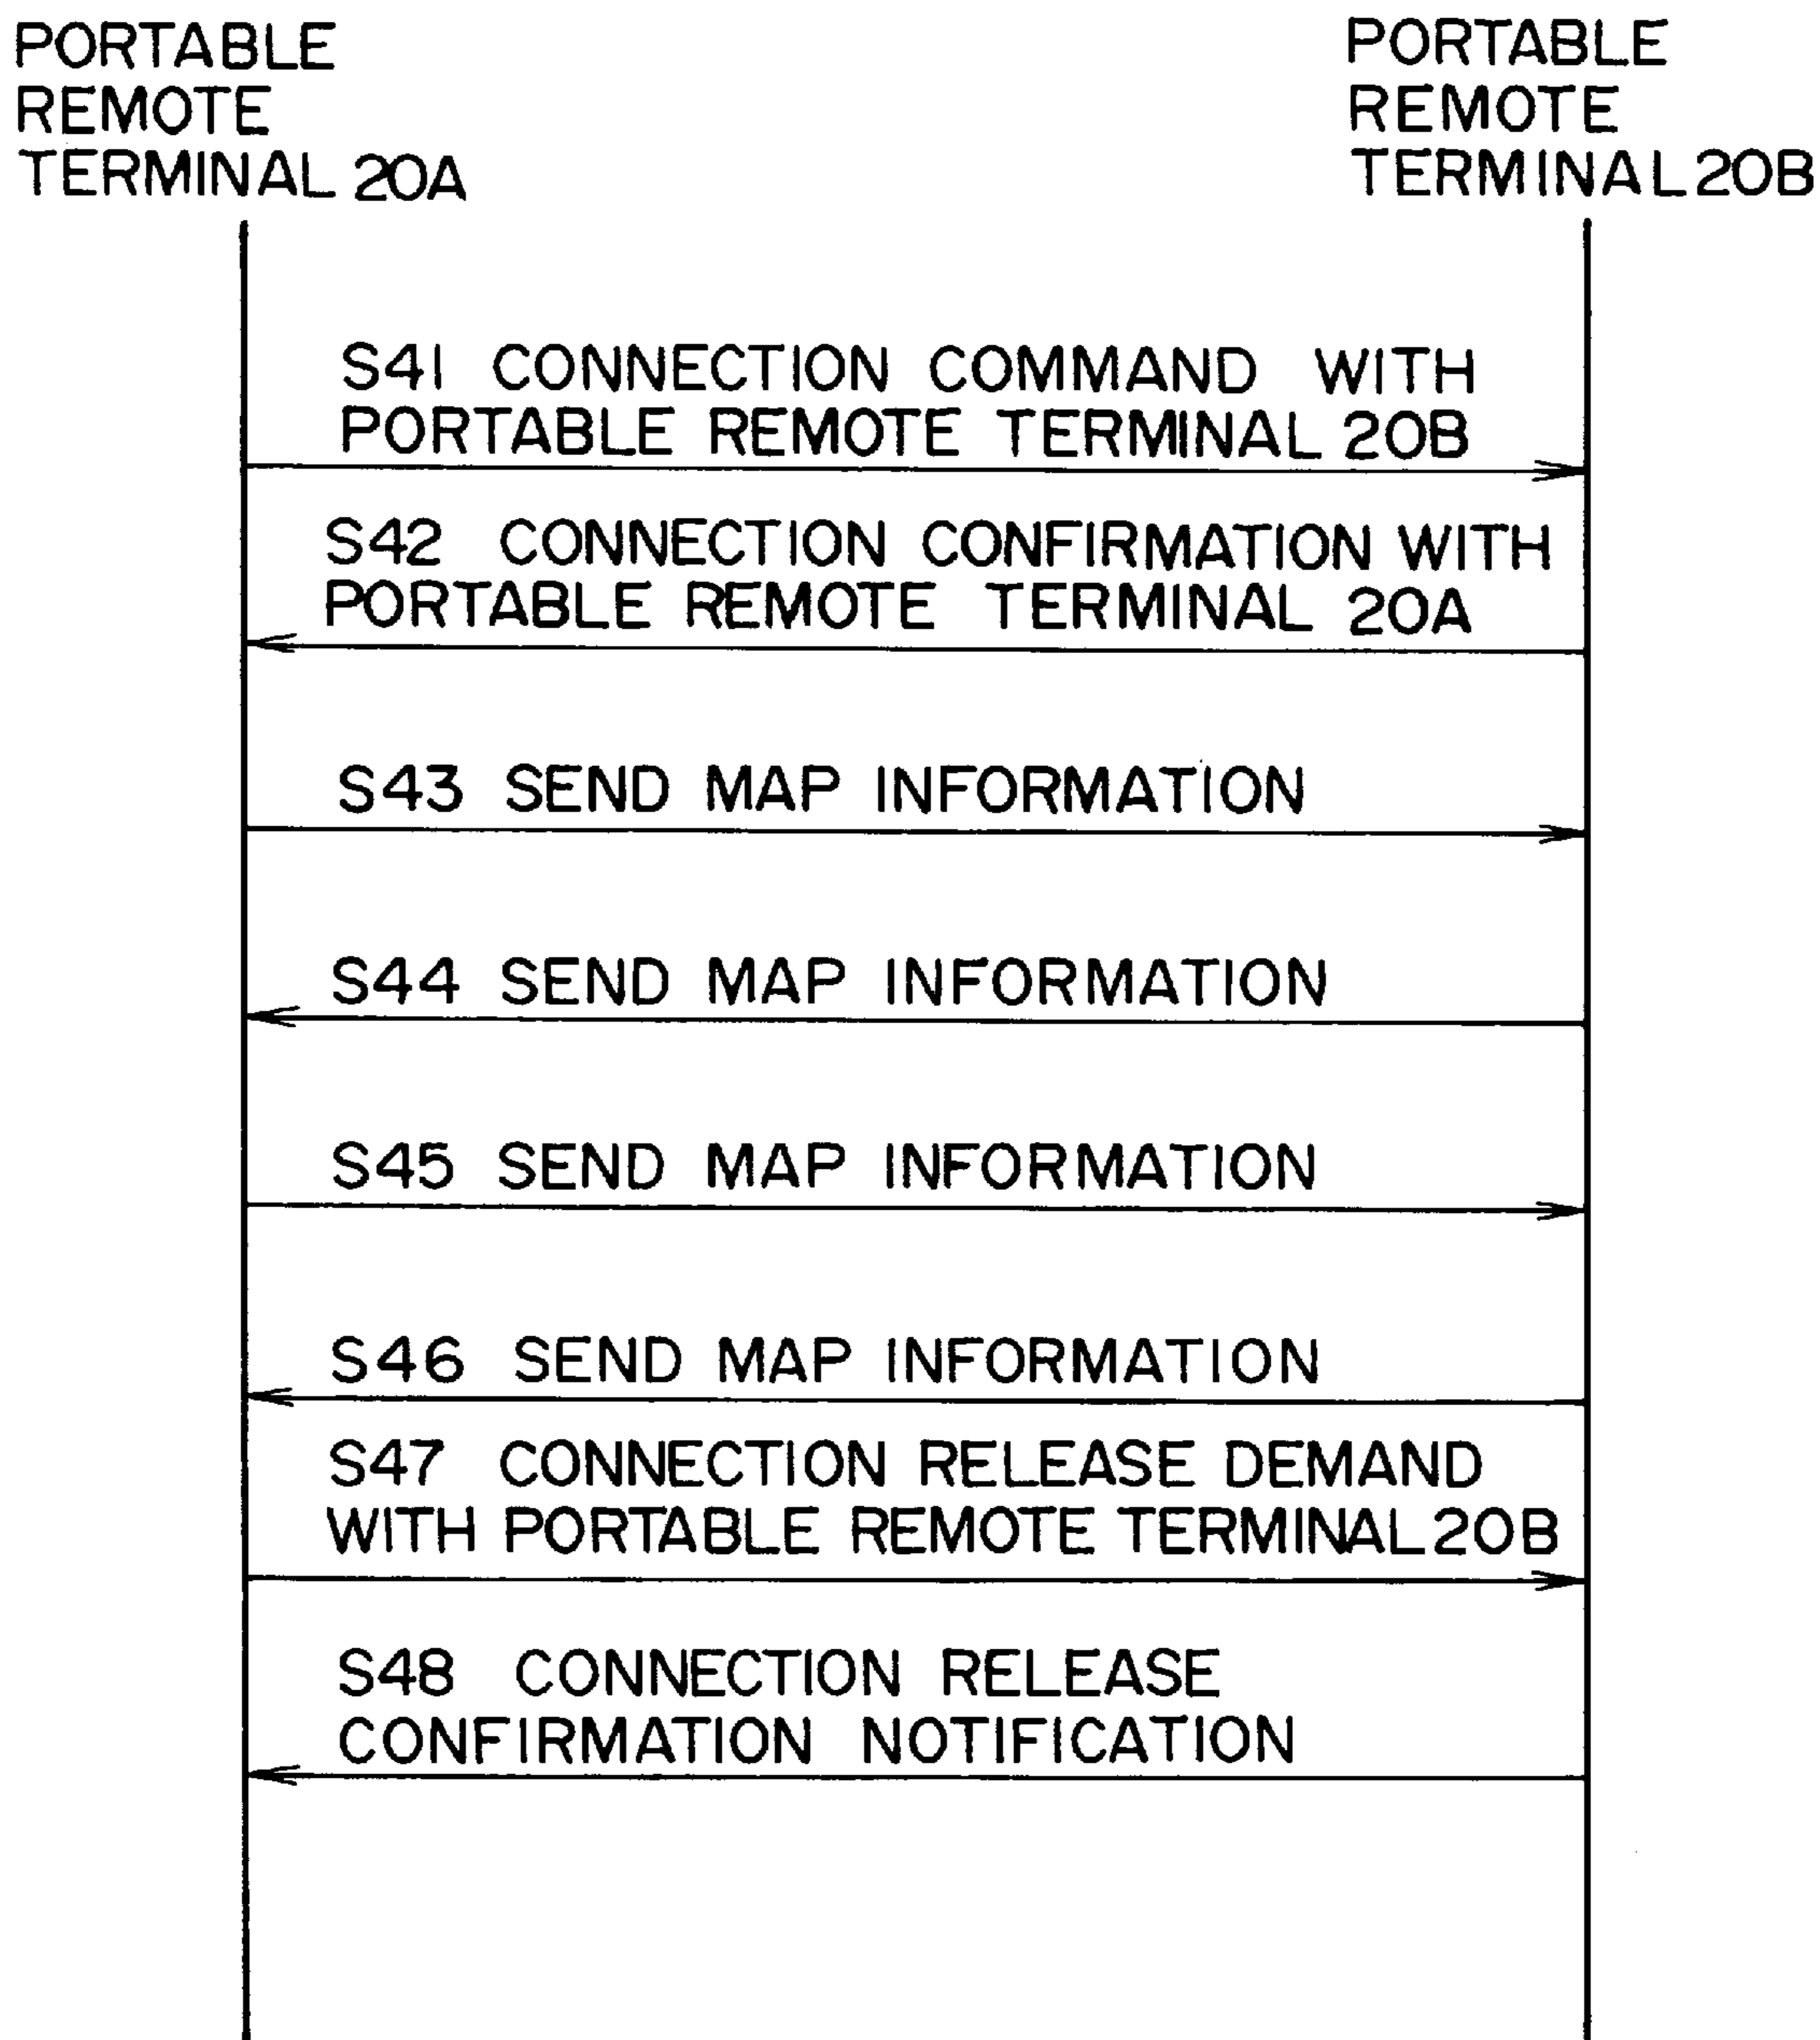 PORTABLE
REMOTE
TERMINAL 20A
PORTABLE
REMOTE
TERMINAL 20B
S41 CONNECTION COMMAND WITH
PORTABLE REMOTE TERMINAL 20B
S42 CONNECTION CONFIRMATION WITH
PORTABLE REMOTE TERMINAL 20A
S43 SEND MAP INFORMATION
S44 SEND MAP INFORMATION
S45 SEND MAP INFORMATION
S46 SEND MAP INFORMATION
S47 CONNECTION RELEASE DEMAND
WITH PORTABLE REMOTE TERMINAL 20B
S48 CONNECTION RELEASE
CONFIRMATION NOTIFICATION